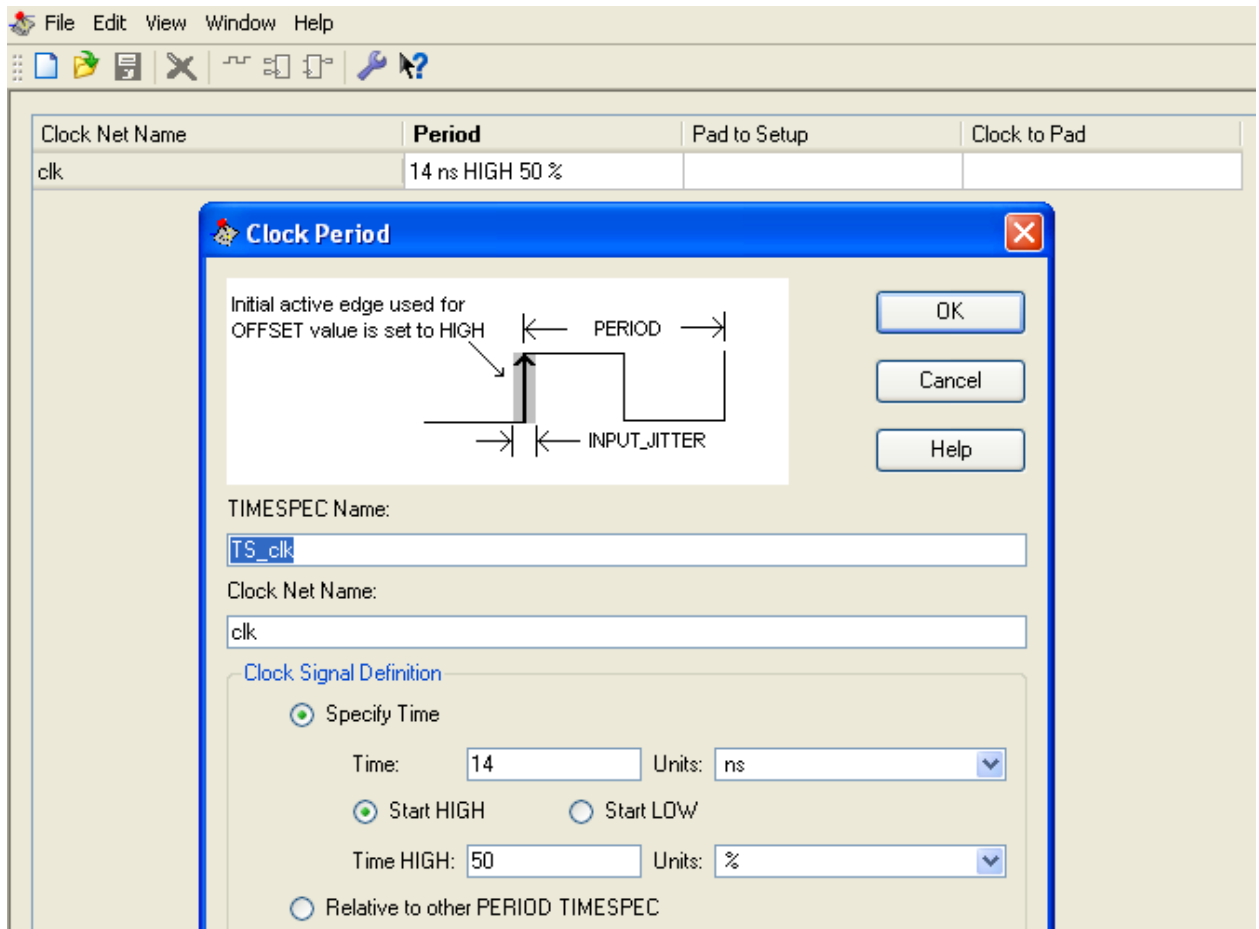 File Edit View Window Help
Clock Net Name Period Pad to Setup Clock to Pad
clk 14 ns HIGH 50 %
Clock Period
Initial active edge used for
OFFSET value is set to HIGH
PERIOD
INPUT_JITTER
OK
Cancel
Help
TIMESPEC Name:
TS_clk
Clock Net Name:
clk
Clock Signal Definition
Specify Time
Time: 14 Units: ns
Start HIGH Start LOW
Time HIGH: 50 Units: %
Relative to other PERIOD TIMESPEC